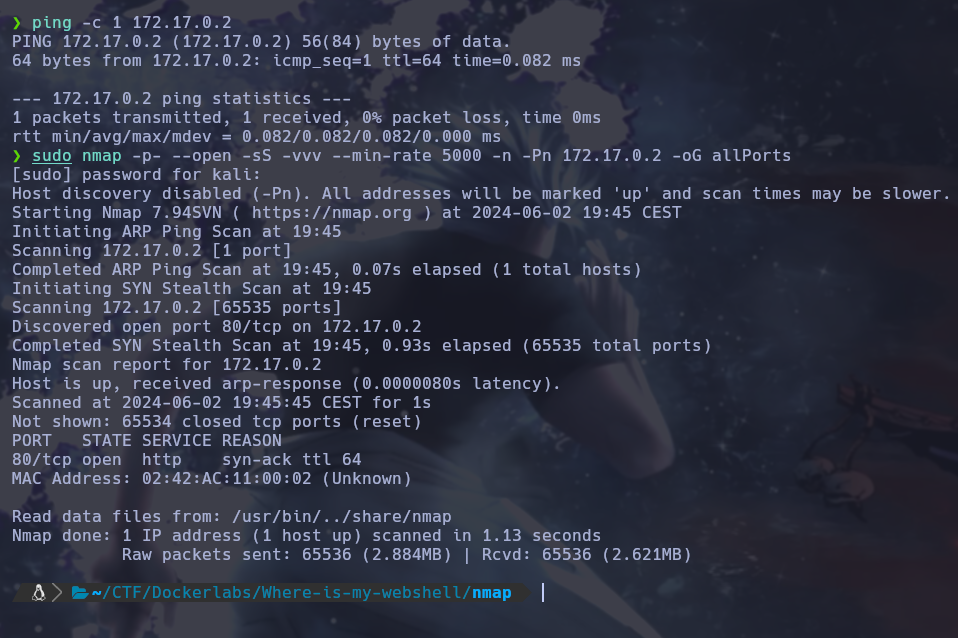 ❯ ping -c 1 172.17.0.2
PING 172.17.0.2 (172.17.0.2) 56(84) bytes of data.
64 bytes from 172.17.0.2: icmp_seq=1 ttl=64 time=0.082 ms
--- 172.17.0.2 ping statistics ---
1 packets transmitted, 1 received, 0% packet loss, time 0ms
rtt min/avg/max/mdev = 0.082/0.082/0.082/0.000 ms
❯ sudo nmap -p- --open -sS -vvv --min-rate 5000 -n -Pn 172.17.0.2 -oG allPorts
[sudo] password for kali:
Host discovery disabled (-Pn). All addresses will be marked 'up' and scan times may be slower.
Starting Nmap 7.94SVN ( https://nmap.org ) at 2024-06-02 19:45 CEST
Initiating ARP Ping Scan at 19:45
Scanning 172.17.0.2 [1 port]
Completed ARP Ping Scan at 19:45, 0.07s elapsed (1 total hosts)
Initiating SYN Stealth Scan at 19:45
Scanning 172.17.0.2 [65535 ports]
Discovered open port 80/tcp on 172.17.0.2
Completed SYN Stealth Scan at 19:45, 0.93s elapsed (65535 total ports)
Nmap scan report for 172.17.0.2
Host is up, received arp-response (0.0000080s latency).
Scanned at 2024-06-02 19:45:45 CEST for 1s
Not shown: 65534 closed tcp ports (reset)
PORT   STATE SERVICE REASON
80/tcp open  http    syn-ack ttl 64
MAC Address: 02:42:AC:11:00:02 (Unknown)
Read data files from: /usr/bin/../share/nmap
Nmap done: 1 IP address (1 host up) scanned in 1.13 seconds
Raw packets sent: 65536 (2.884MB) | Rcvd: 65536 (2.621MB)
~/CTF/Dockerlabs/Where-is-my-webshell/nmap